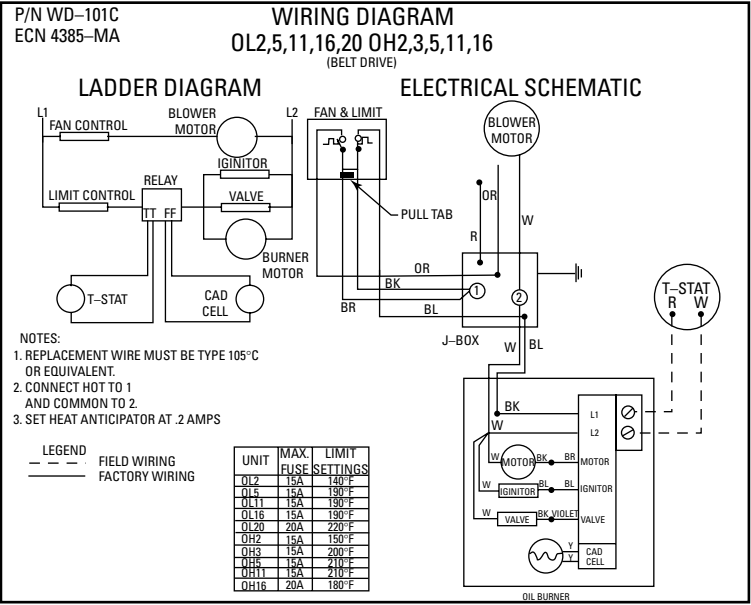 P/N WD–101C
ECN 4385–MA
WIRING DIAGRAM
OL2,5,11,16,20 OH2,3,5,11,16
(BELT DRIVE)
LADDER DIAGRAM
L1
FAN CONTROL
BLOWER
MOTOR
L2
IGINITOR
RELAY
LIMIT CONTROL
VALVE
TT FF
BURNER
MOTOR
T–STAT
CAD
CELL
ELECTRICAL SCHEMATIC
FAN & LIMIT
BLOWER
MOTOR
PULL TAB
OR
R
W
OR
BK
1
BR
BL
2
J–BOX
W
BL
T–STAT
R W
BK
L1
W
L2
W
MOTOR
BK
BR
MOTOR
W
IGINITOR
BL
BL
IGNITOR
W
VALVE
BK
VIOLET
VALVE
Y
Y
CAD
CELL
OIL BURNER
NOTES:
1. REPLACEMENT WIRE MUST BE TYPE 105°C
OR EQUIVALENT.
2. CONNECT HOT TO 1
AND COMMON TO 2.
3. SET HEAT ANTICIPATOR AT .2 AMPS
LEGEND
FIELD WIRING
FACTORY WIRING
UNIT MAX. FUSE LIMIT SETTINGS
OL2 15A 140°F
OL5 15A 190°F
OL11 15A 190°F
OL16 15A 190°F
OL20 20A 220°F
OH2 15A 150°F
OH3 15A 200°F
OH5 15A 210°F
OH11 15A 210°F
OH16 20A 180°F